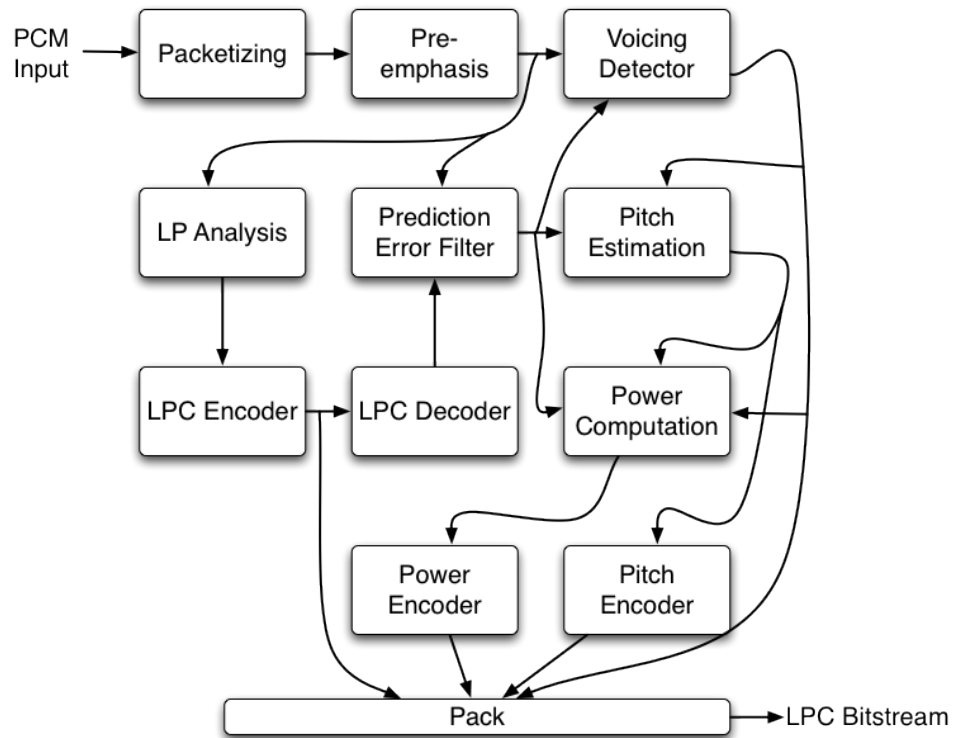 PCM
Input
Packetizing
Pre-
emphasis
Voicing
Detector
LP Analysis
Prediction
Error Filter
Pitch
Estimation
LPC Encoder
LPC Decoder
Power
Computation
Power
Encoder
Pitch
Encoder
Pack
LPC Bitstream